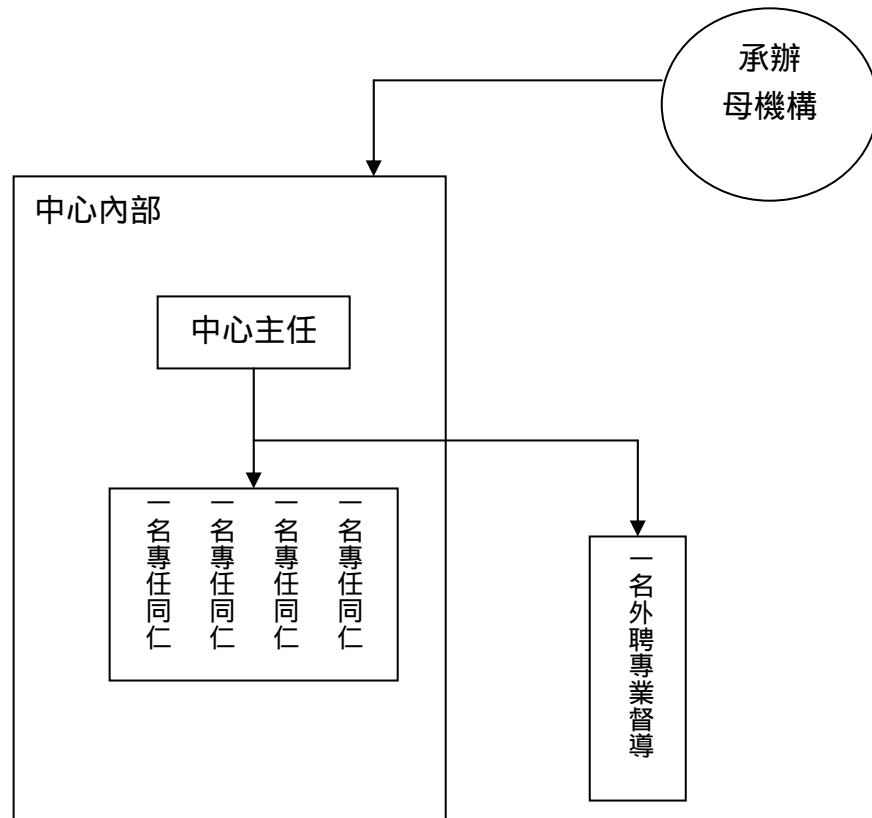 承辦
母機構
中心內部
中心主任
一名專任同仁
一名專任同仁
一名專任同仁
一名專任同仁
一名外聘專業督導